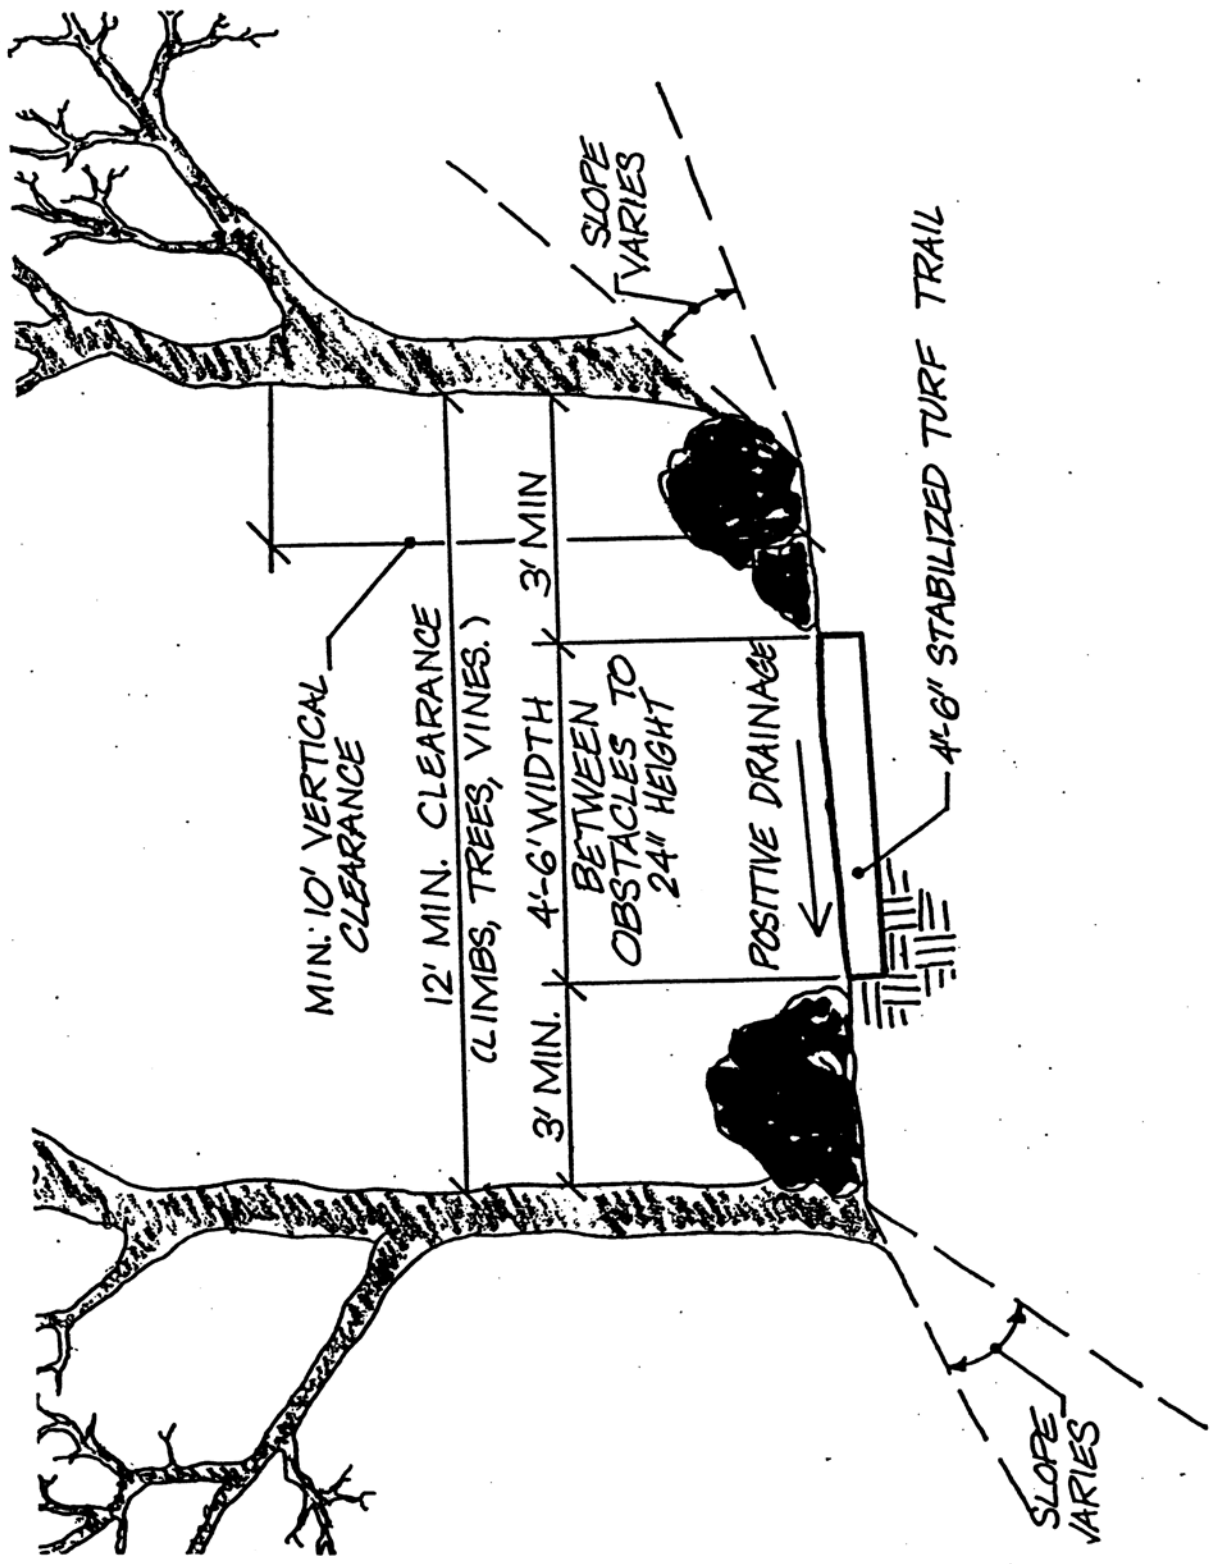 MIN. 10' VERTICAL
CLEARANCE
12' MIN. CLEARANCE
(LIMBS, TREES, VINES.)
3' MIN.
4'-6' WIDTH
3' MIN
BETWEEN
OBSTACLES TO
24" HEIGHT
POSITIVE DRAINAGE
SLOPE
VARIES
SLOPE
VARIES
4'-6" STABILIZED TURF TRAIL